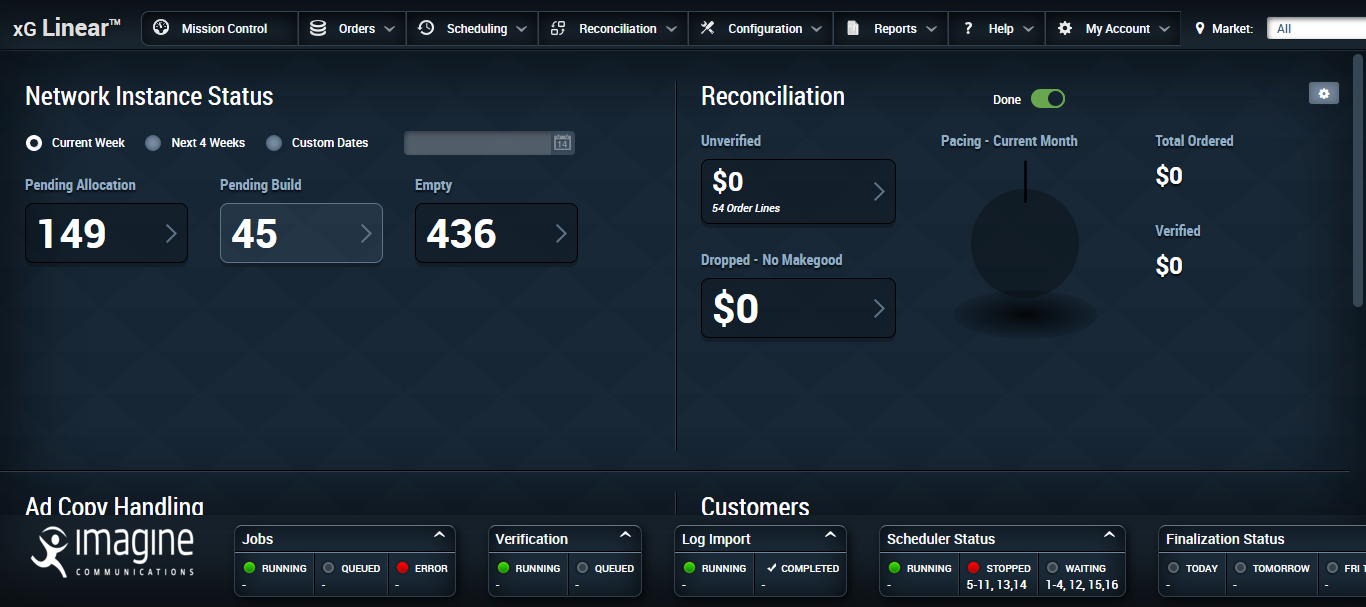 xG Linear™ Mission Control Orders Scheduling Reconciliation Configuration Reports ? Help My Account Market: All
Network Instance Status
Current Week Next 4 Weeks Custom Dates 14
Pending Allocation Pending Build Empty
149 45 436
Reconciliation Done
Unverified Pacing - Current Month Total Ordered
$0 $0
54 Order Lines
Verified
$0
Dropped - No Makegood
$0
Ad Copy Handling Customers
imagine
COMMUNICATIONS
Jobs
RUNNING QUEUED ERROR
- - -
Verification
RUNNING QUEUED
- -
Log Import
RUNNING COMPLETED
- -
Scheduler Status
RUNNING STOPPED WAITING
- 5-11, 13,14 1-4, 12, 15,16
Finalization Status
TODAY TOMORROW FRI
- - -